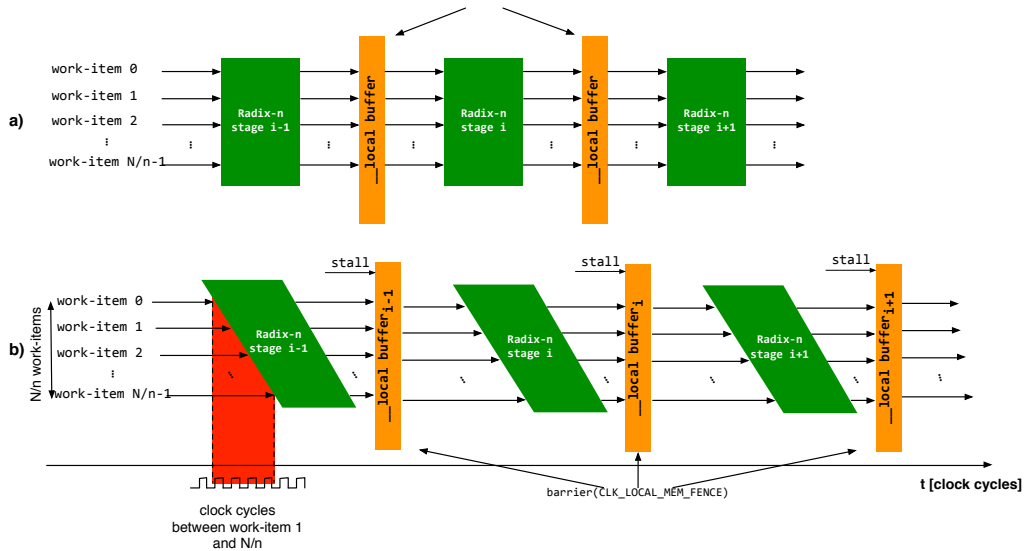 work-item 0
work-item 1
a)
work-item 2
...
work-item N/n-1
...
Radix-n
stage i-1
...
__local buffer
...
Radix-n
stage i
...
__local buffer
...
Radix-n
stage i+1
...
stall
stall
stall
b)
N/n work-items
work-item 0
work-item 1
work-item 2
...
work-item N/n-1
...
Radix-n
stage i-1
...
__local buffer i-1
...
Radix-n
stage i
...
__local buffer i
...
Radix-n
stage i+1
...
__local buffer i+1
...
t [clock cycles]
barrier(CLK_LOCAL_MEM_FENCE)
clock cycles
between work-item 1
and N/n